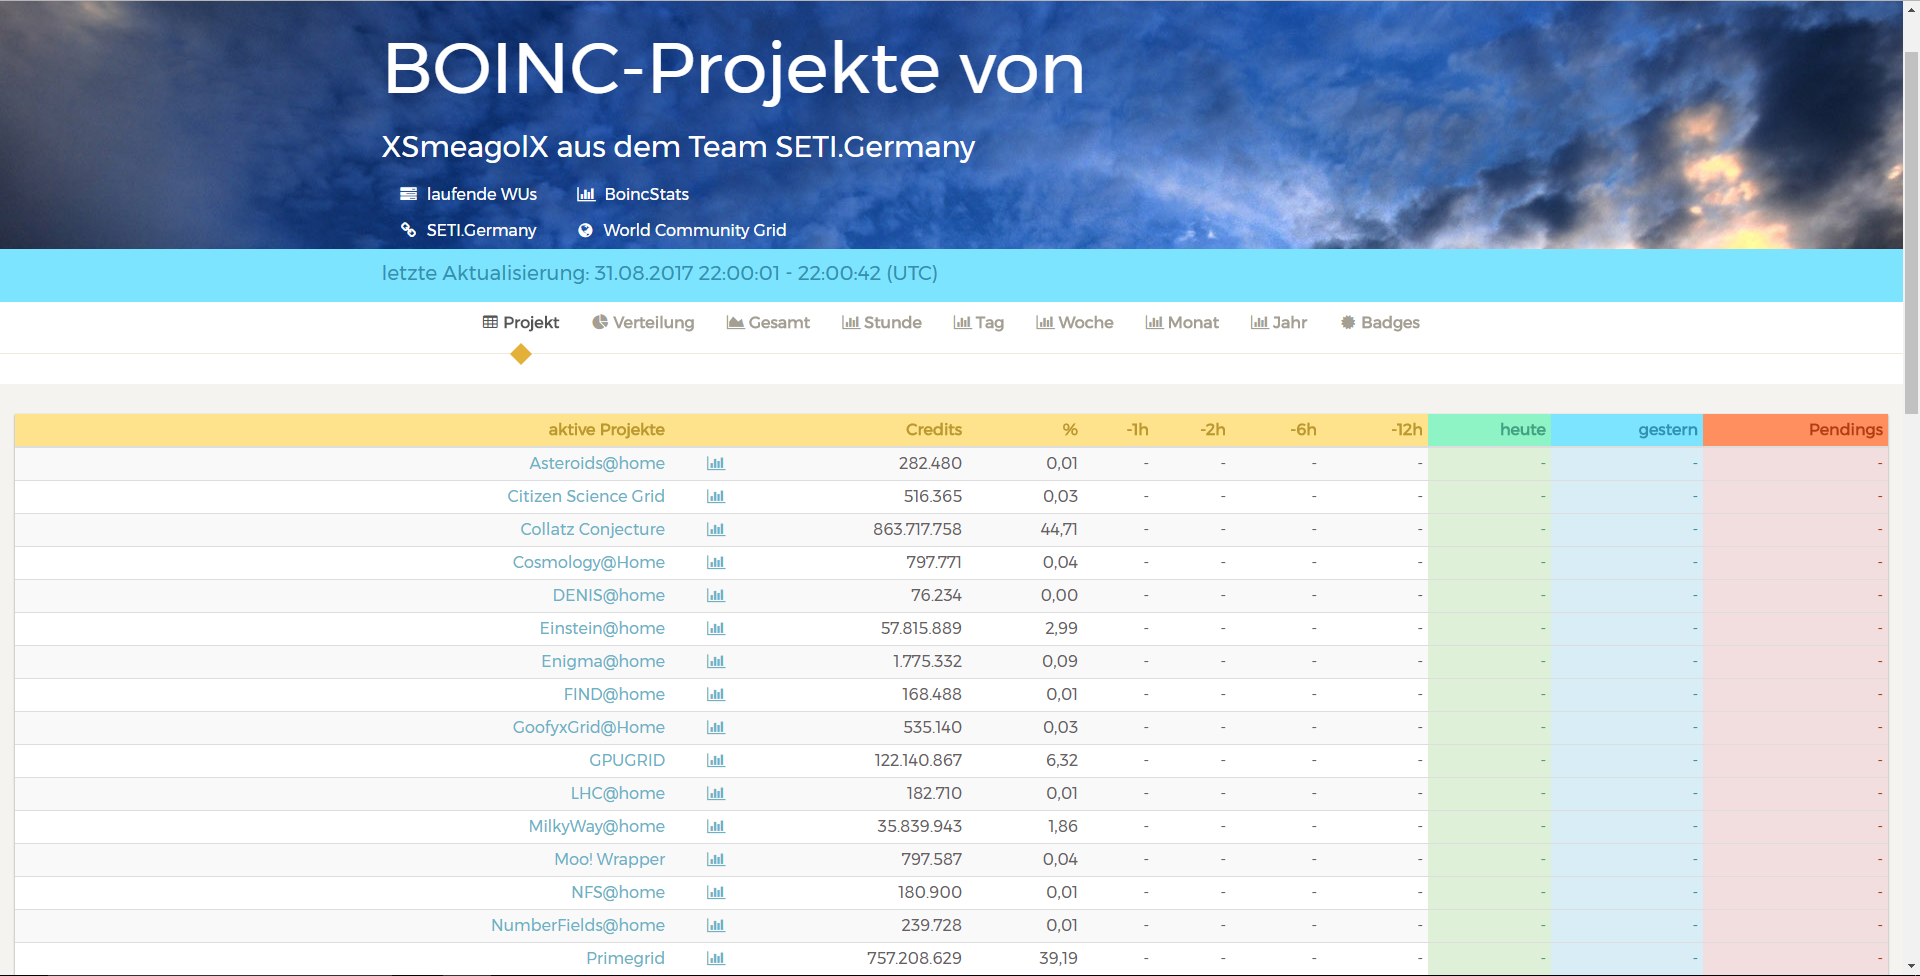 BOINC-Projekte von
XSmeagolX aus dem Team SETI.Germany
laufende WUs BoincStats
SETI.Germany World Community Grid
letzte Aktualisierung: 31.08.2017 22:00:01 - 22:00:42 (UTC)
Projekt Verteilung Gesamt Stunde Tag Woche Monat Jahr Badges
aktive Projekte Credits % -1h -2h -6h -12h heute gestern Pendings
Asteroids@home 282.480 0,01 - - - - - - -
Citizen Science Grid 516.365 0,03 - - - - - - -
Collatz Conjecture 863.717.758 44,71 - - - - - - -
Cosmology@Home 797.771 0,04 - - - - - - -
DENIS@home 76.234 0,00 - - - - - - -
Einstein@home 57.815.889 2,99 - - - - - - -
Enigma@home 1.775.332 0,09 - - - - - - -
FIND@home 168.488 0,01 - - - - - - -
GoofyxGrid@Home 535.140 0,03 - - - - - - -
GPUGRID 122.140.867 6,32 - - - - - - -
LHC@home 182.710 0,01 - - - - - - -
MilkyWay@home 35.839.943 1,86 - - - - - - -
Moo! Wrapper 797.587 0,04 - - - - - - -
NFS@home 180.900 0,01 - - - - - - -
NumberFields@home 239.728 0,01 - - - - - - -
Primegrid 757.208.629 39,19 - - - - - - -